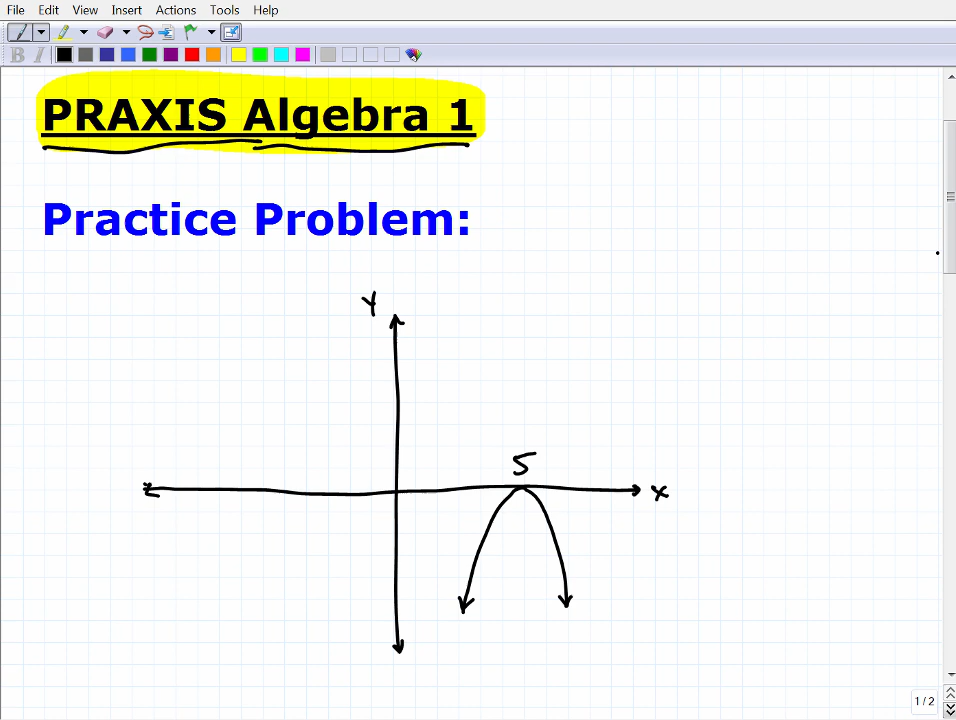 File Edit View Insert Actions Tools Help
B I
PRAXIS Algebra 1
Practice Problem:
Y
5
X
1 / 2